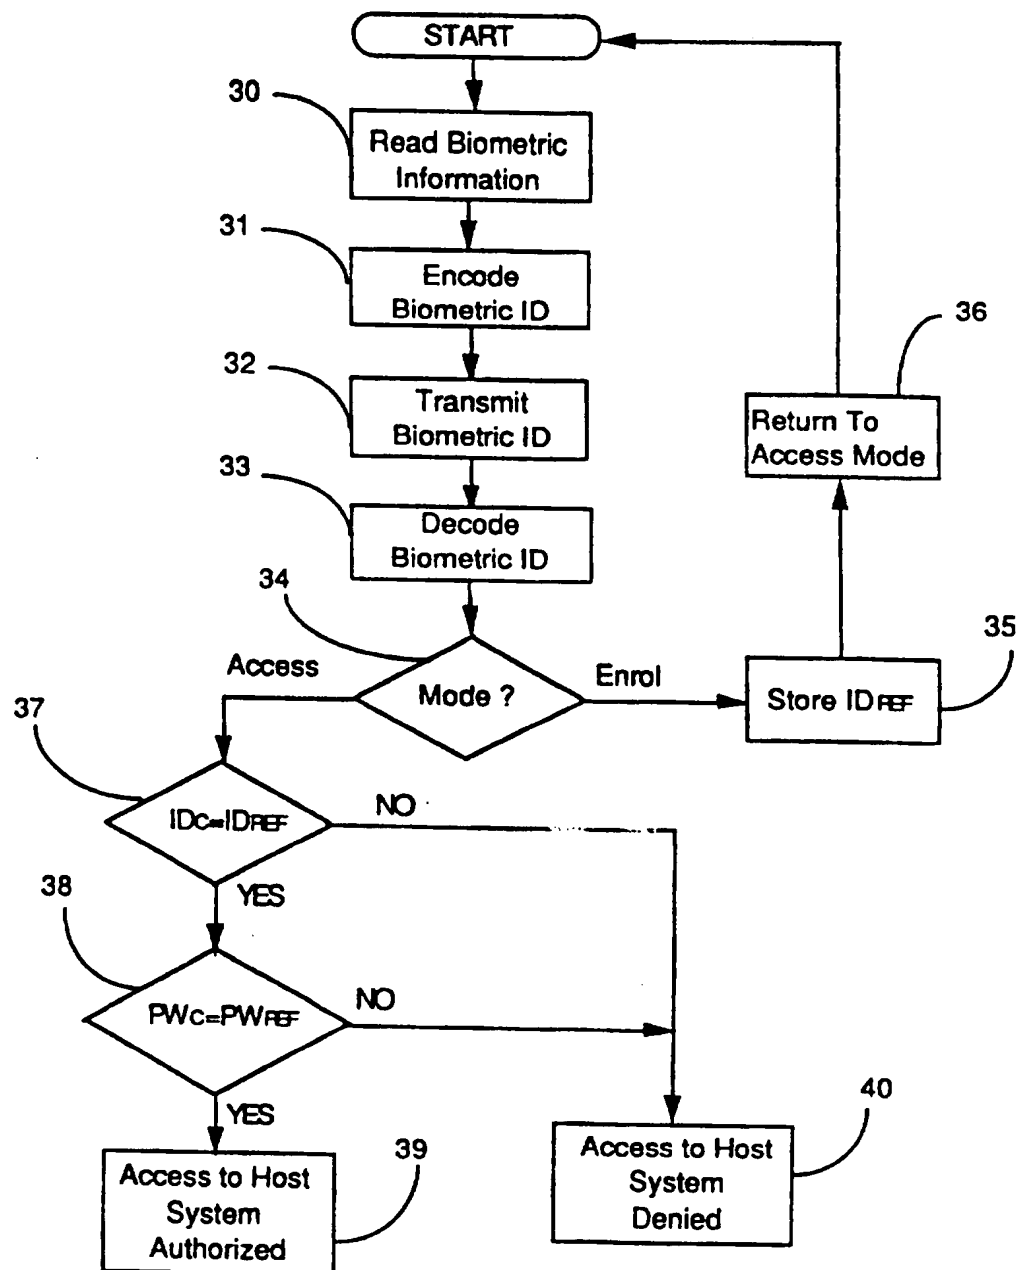 START
30
Read Biometric
Information
31
Encode
Biometric ID
32
Transmit
Biometric ID
36
Return To
Access Mode
33
Decode
Biometric ID
34
Access
Mode ?
Enrol
35
Store IDREF
37
IDC=IDREF
NO
YES
38
PWC=PWREF
NO
YES
39
Access to Host
System
Authorized
40
Access to Host
System
Denied